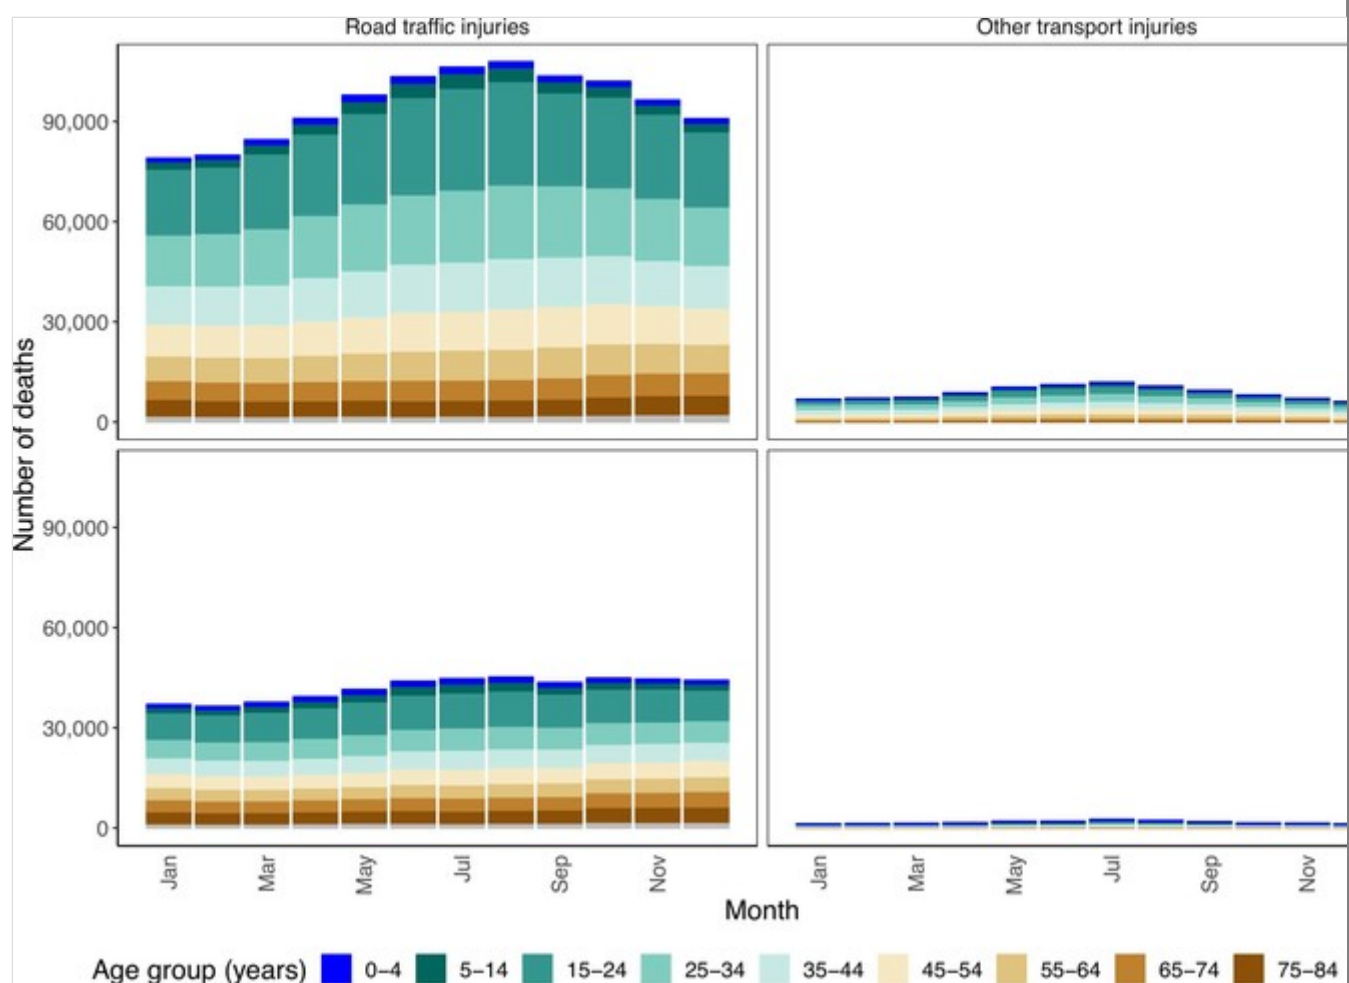 Road traffic injuries
Other transport injuries
Number of deaths
90,000
60,000
30,000
0
90,000
60,000
30,000
0
Jan
Mar
May
Jul
Sep
Nov
Jan
Mar
May
Jul
Sep
Nov
Month
Age group (years)
0–4
5–14
15–24
25–34
35–44
45–54
55–64
65–74
75–84